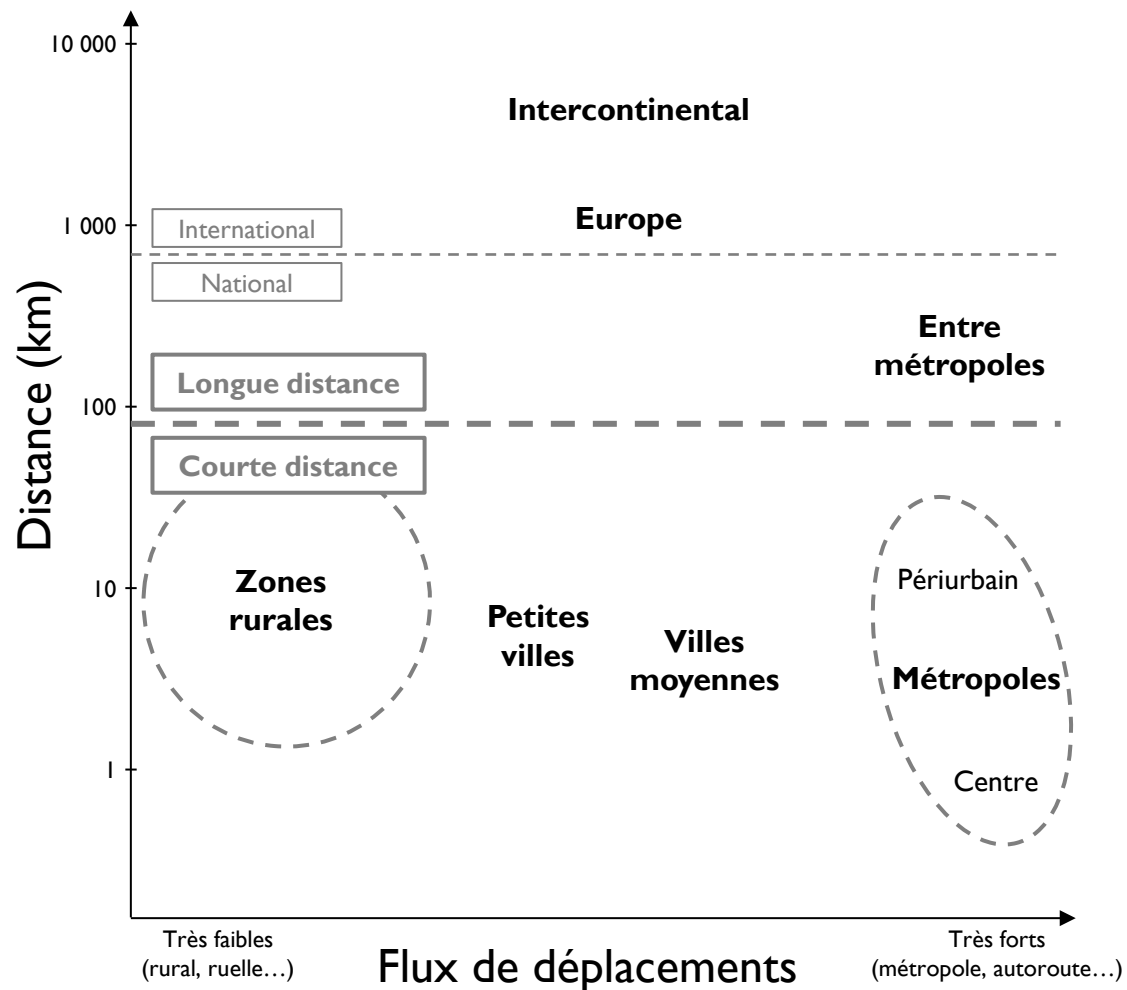 10 000
Intercontinental
1 000
International
Europe
National
Entre
métropoles
Longue distance
100
Courte distance
Distance (km)
Périurbain
10
Zones
rurales
Petites
villes
Villes
moyennes
Métropoles
1
Centre
Très faibles
(rural, ruelle…)
Flux de déplacements
Très forts
(métropole, autoroute…)